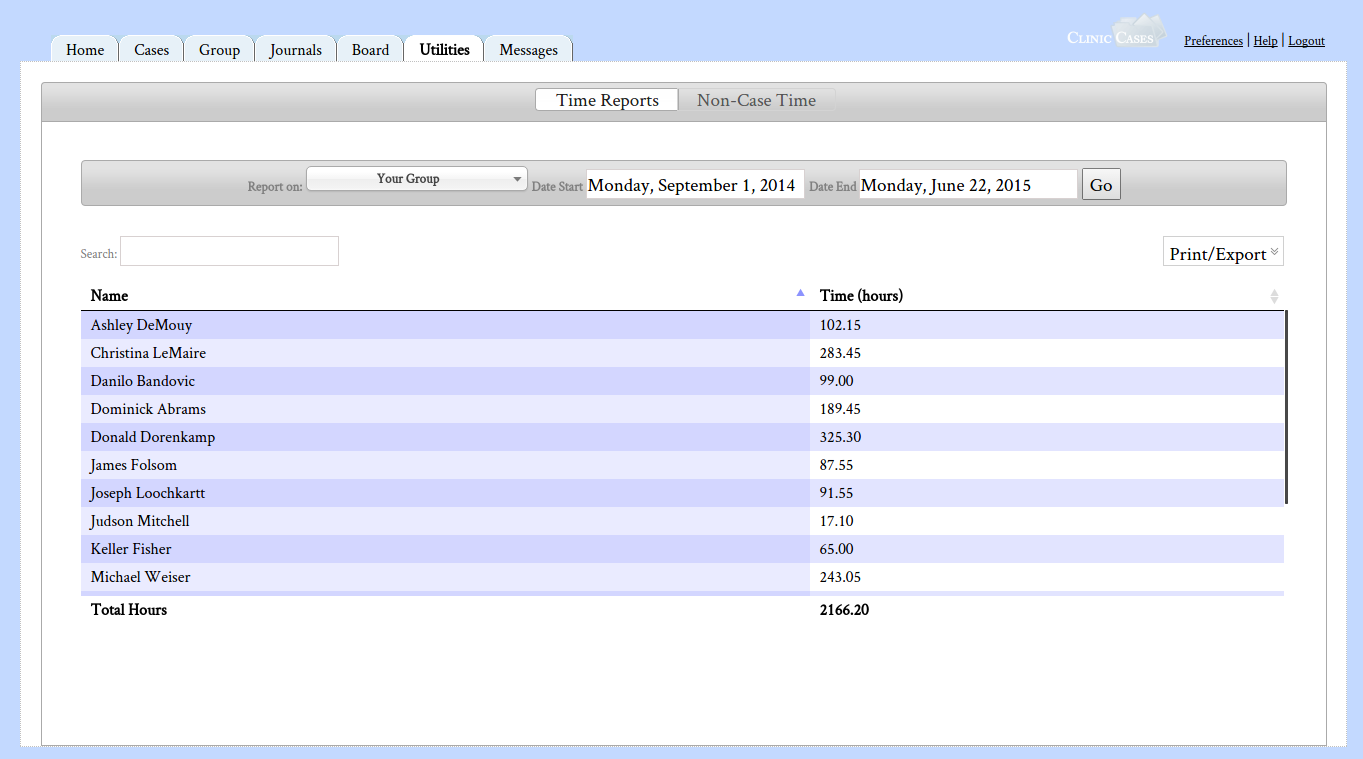 CLINIC CASES
Preferences | Help | Logout
Home Cases Group Journals Board Utilities Messages
Time Reports Non-Case Time
Report on: Your Group Date Start Monday, September 1, 2014 Date End Monday, June 22, 2015 Go
Search: Print/Export
Name Time (hours)
Ashley DeMouy 102.15
Christina LeMaire 283.45
Danilo Bandovic 99.00
Dominick Abrams 189.45
Donald Dorenkamp 325.30
James Folsom 87.55
Joseph Loochkartt 91.55
Judson Mitchell 17.10
Keller Fisher 65.00
Michael Weiser 243.05
Total Hours 2166.20